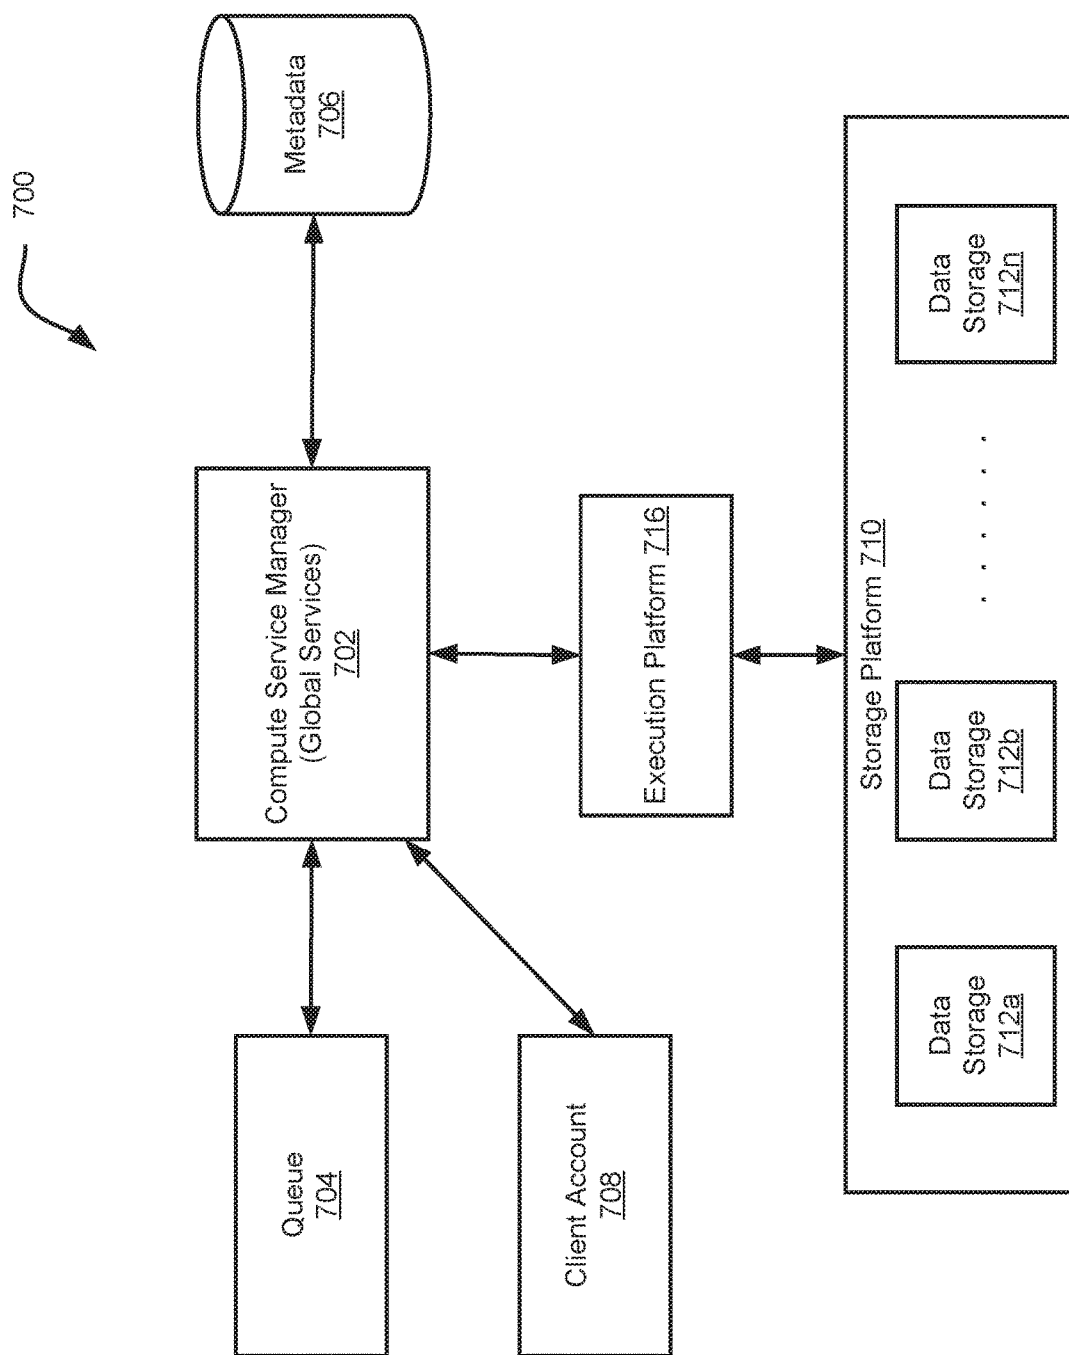 700
Queue
704
Compute Service Manager
(Global Services)
702
Metadata
706
Client Account
708
Execution Platform 716
Storage Platform 710
Data
Storage
712a
Data
Storage
712b
. . . . . .
Data
Storage
712n